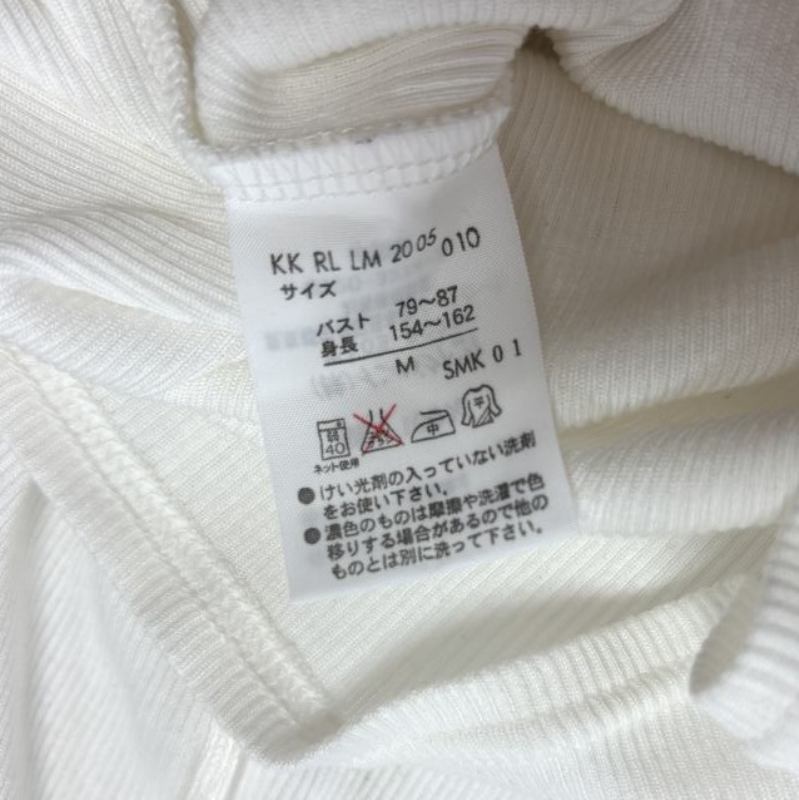 KK RL LM 2005 010
サイズ
バスト 79～87
身長 154～162
M SMK 0 1
40 中 平
ネット使用
●けい光剤の入っていない洗剤
をお使い下さい。
●濃色のものは摩擦や洗濯で色
移りする場合があるので他の
ものとは別に洗って下さい。